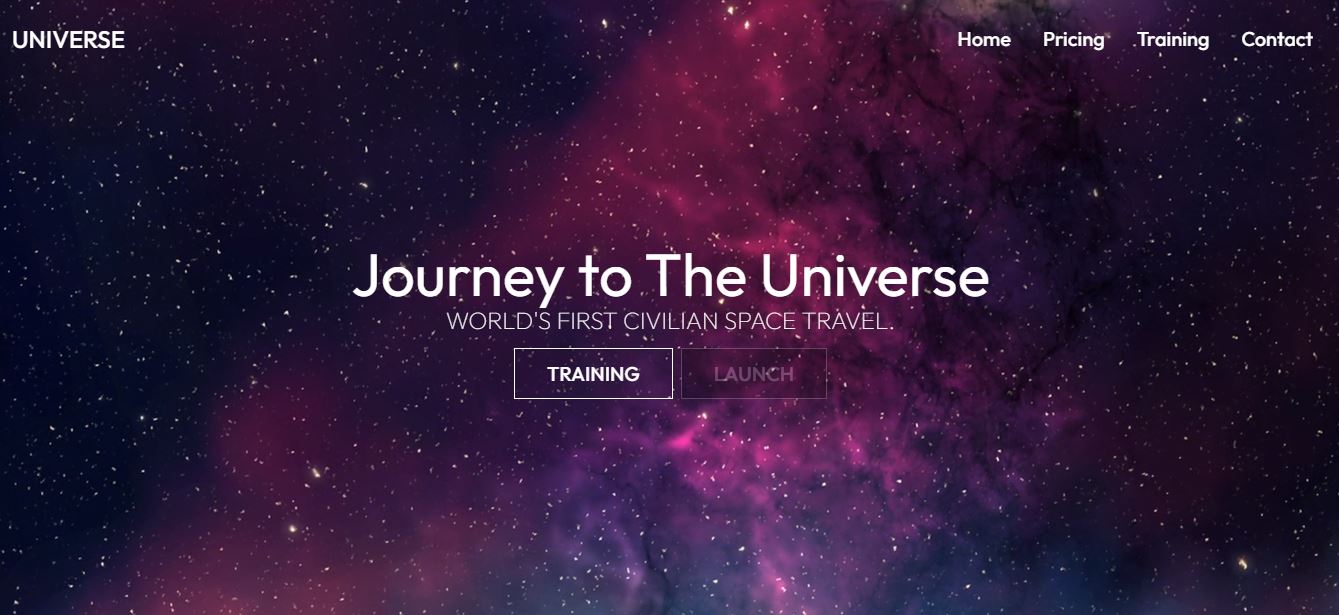 UNIVERSE
Home Pricing Training Contact
Journey to The Universe
WORLD'S FIRST CIVILIAN SPACE TRAVEL.
TRAINING LAUNCH